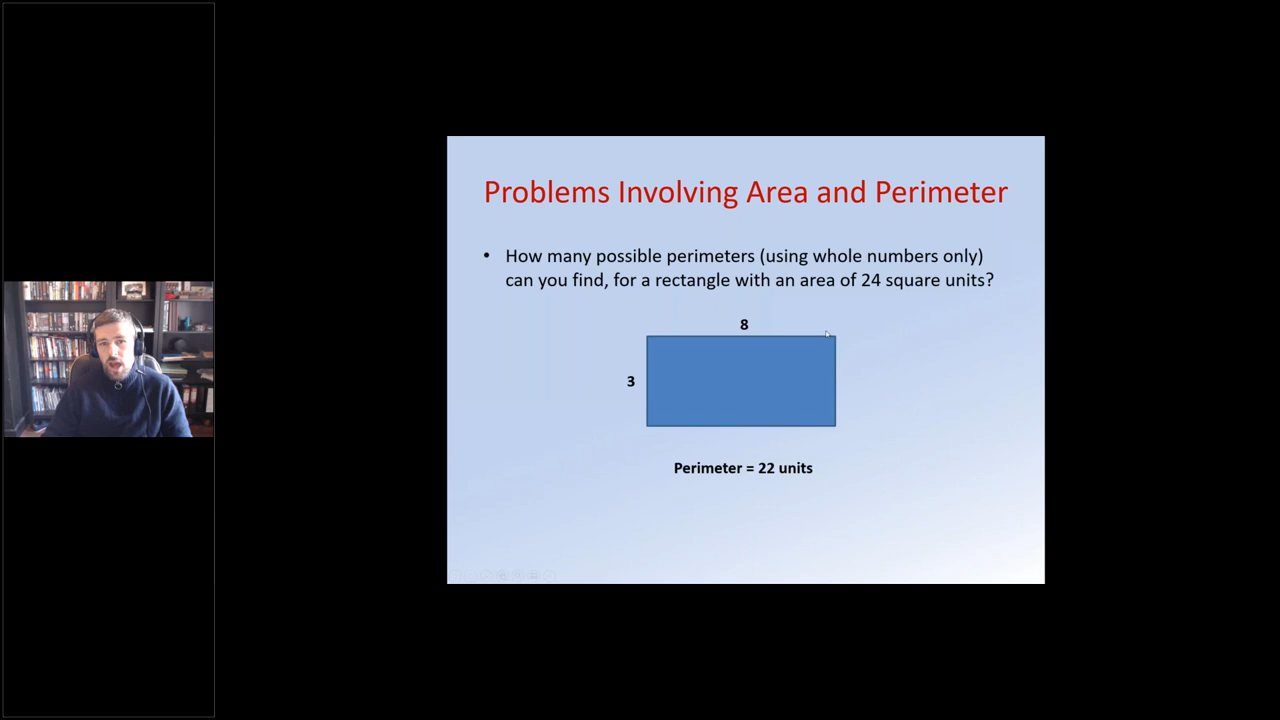 Problems Involving Area and Perimeter
• How many possible perimeters (using whole numbers only)
can you find, for a rectangle with an area of 24 square units?
8
3
Perimeter = 22 units